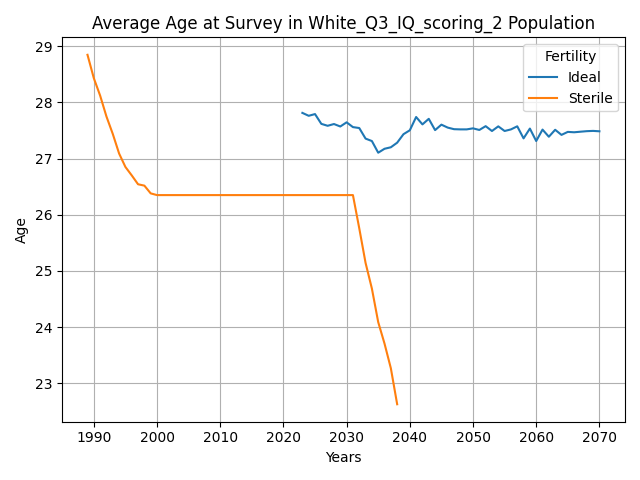 Average Age at Survey in White_Q3_IQ_scoring_2 Population
Fertility
Ideal
Sterile
29
28
27
26
25
24
23
Age
1990 2000 2010 2020 2030 2040 2050 2060 2070
Years